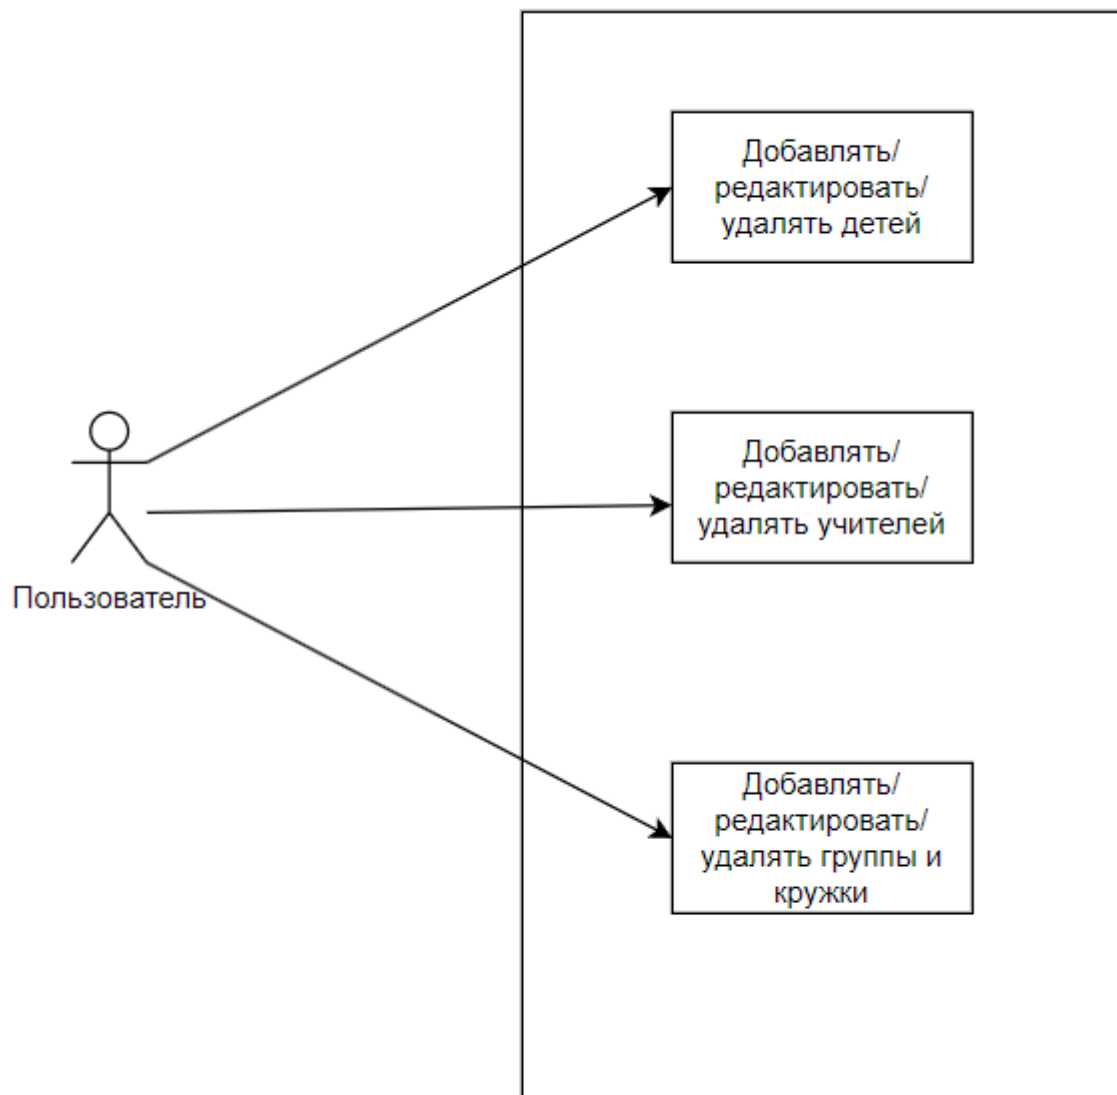 Добавлять/
редактировать/
удалять детей
Добавлять/
редактировать/
удалять учителей
Пользователь
Добавлять/
редактировать/
удалять группы и
кружки